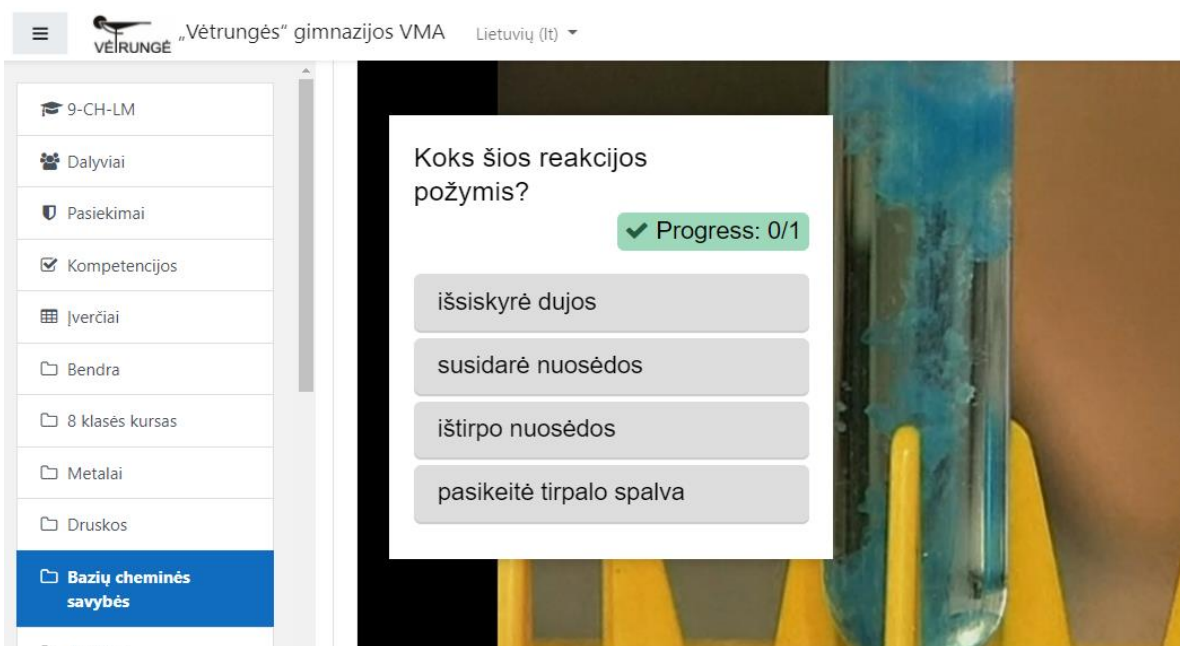 VĖTRUNGĖ „Vėtrungės“ gimnazijos VMA Lietuvių (lt)
9-CH-LM
Dalyviai
Pasiekimai
Kompetencijos
Įverčiai
Bendra
8 klasės kursas
Metalai
Druskos
Bazių cheminės
savybės
Koks šios reakcijos
požymis?
Progress: 0/1
išsiskyrė dujos
susidarė nuosėdos
ištirpo nuosėdos
pasikeitė tirpalo spalva